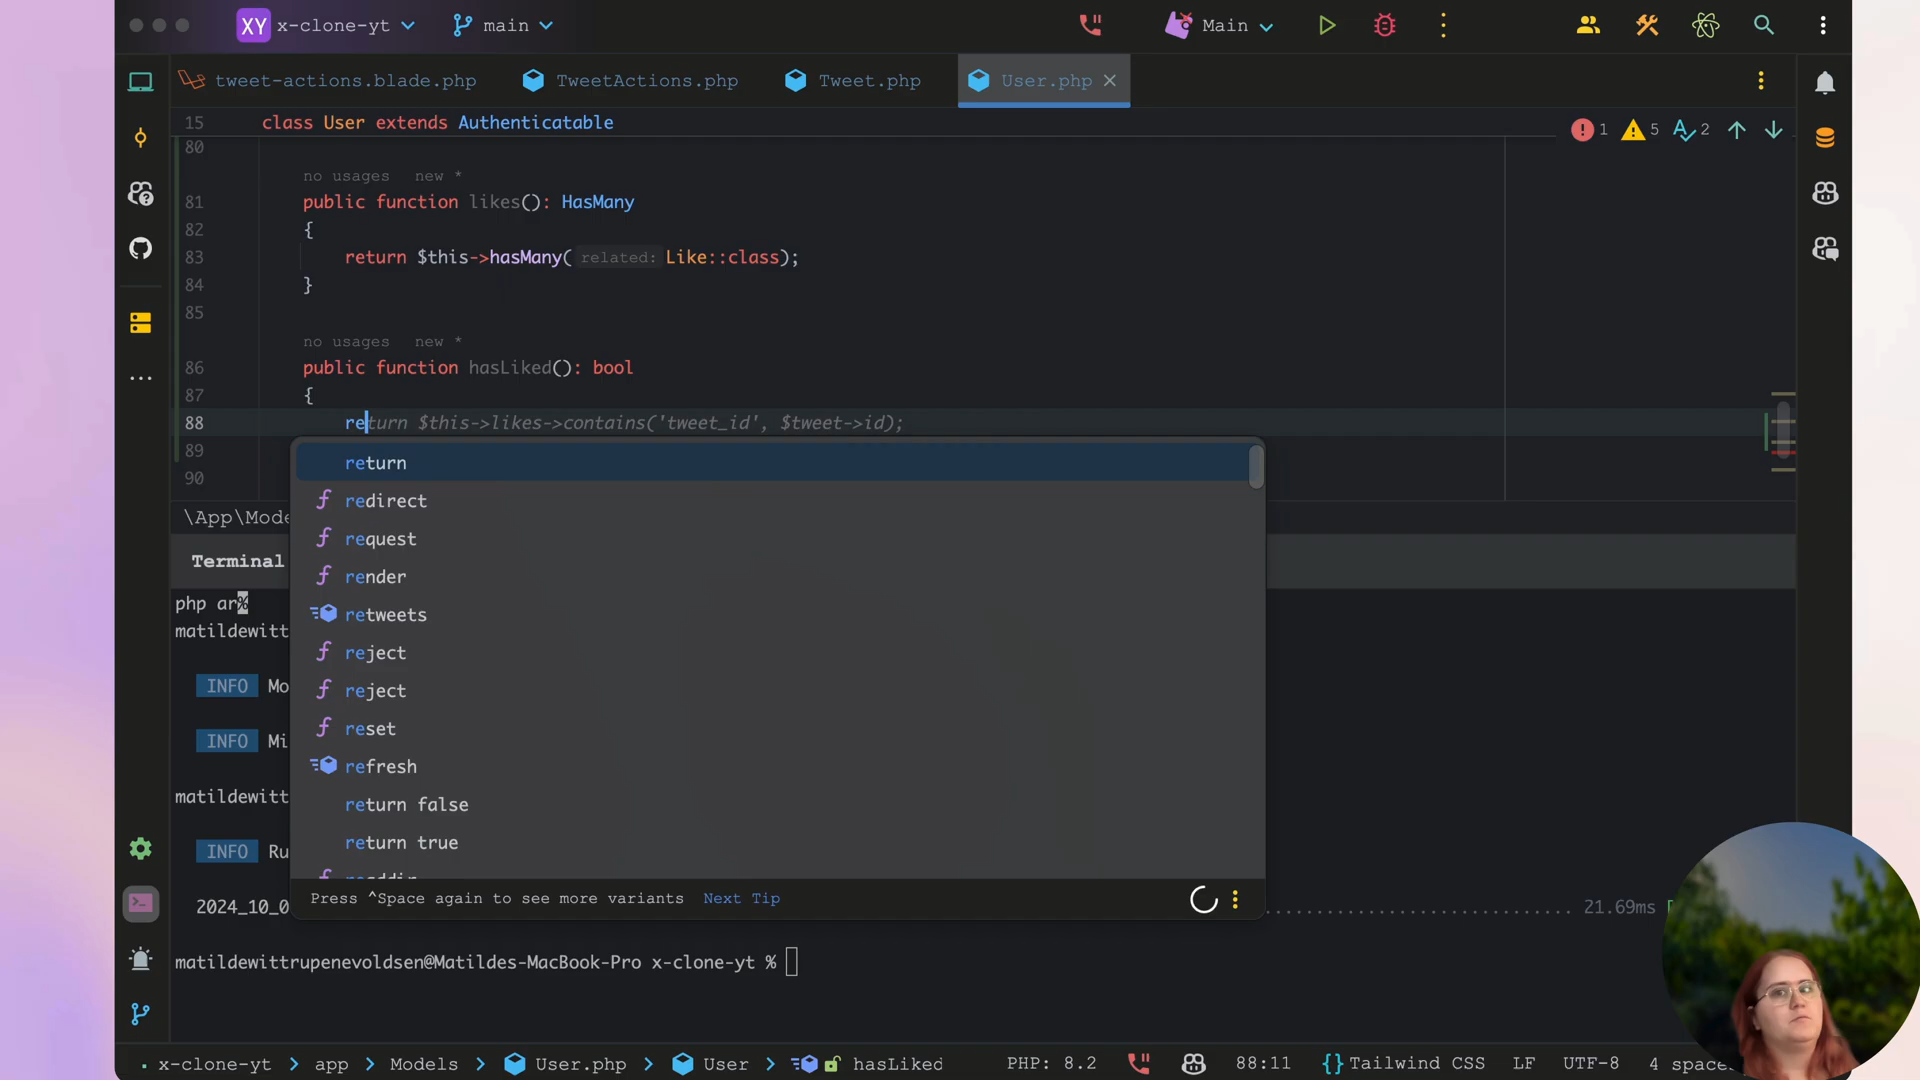 XY x-clone-yt main Main
tweet-actions.blade.php TweetActions.php Tweet.php User.php
15 class User extends Authenticatable
1 5 2
80
no usages new *
81 public function likes(): HasMany
82 {
83 return $this->hasMany( related: Like::class);
84 }
85
no usages new *
86 public function hasLiked(): bool
87 {
88 return $this->likes->contains('tweet_id', $tweet->id);
89
90
return
redirect
request
render
retweets
reject
reject
reset
refresh
return false
return true
Press ^Space again to see more variants Next Tip
\App\Mode
Terminal
php ar%
matildewitt
INFO Mo
INFO Mi
matildewitt
INFO Ru
2024_10_0 21.69ms
matildewittrupenevoldsen@Matildes-MacBook-Pro x-clone-yt %
x-clone-yt > app > Models > User.php > User > hasLiked PHP: 8.2 88:11 {} Tailwind CSS LF UTF-8 4 spaces